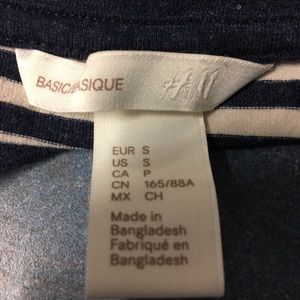 BASIC/BASIQUE
H&M
EUR S
US S
CA P
CN 165/88A
MX CH
Made in
Bangladesh
Fabriqué en
Bangladesh